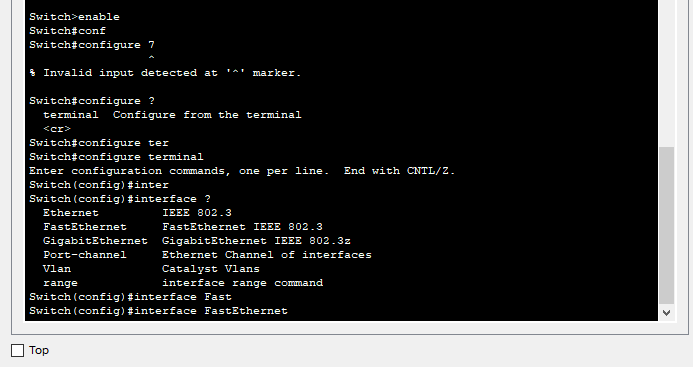 Switch>enable
Switch#conf
Switch#configure 7
^
% Invalid input detected at '^' marker.
Switch#configure ?
terminal  Configure from the terminal
<cr>
Switch#configure ter
Switch#configure terminal
Enter configuration commands, one per line.  End with CNTL/Z.
Switch(config)#inter
Switch(config)#interface ?
Ethernet         IEEE 802.3
FastEthernet     FastEthernet IEEE 802.3
GigabitEthernet  GigabitEthernet IEEE 802.3z
Port-channel     Ethernet Channel of interfaces
Vlan             Catalyst Vlans
range            interface range command
Switch(config)#interface Fast
Switch(config)#interface FastEthernet
Top